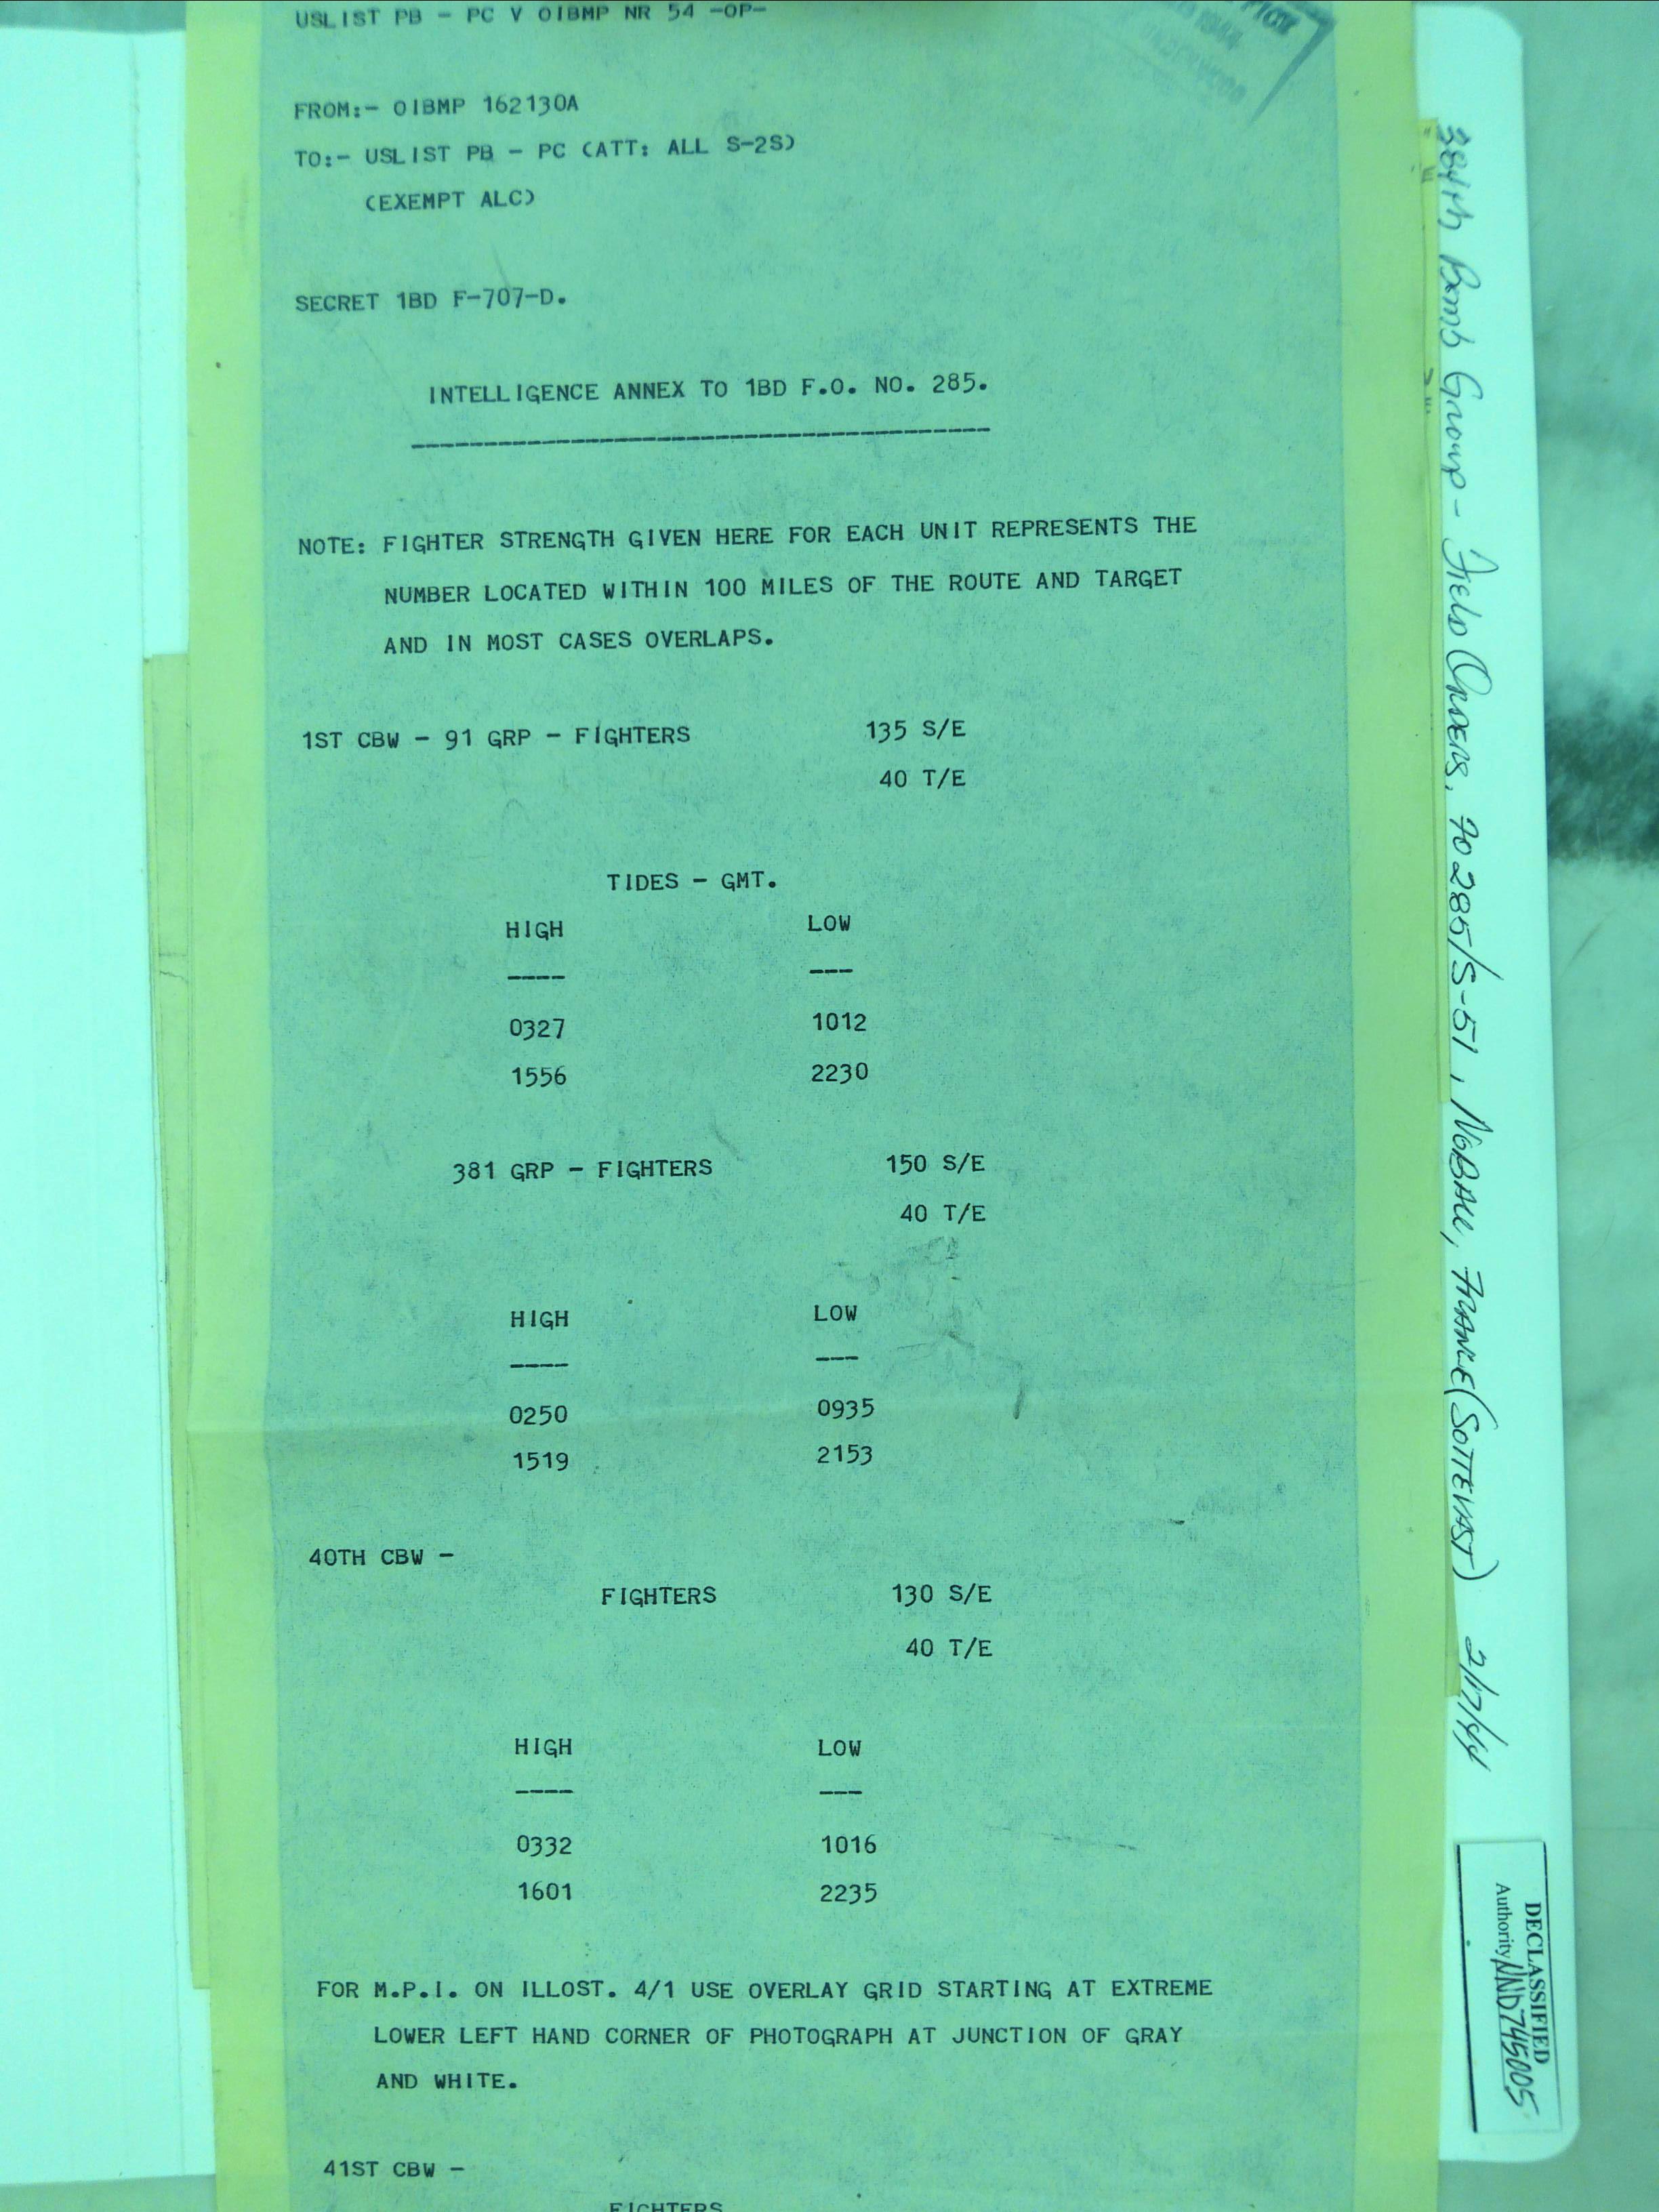 USLIST PB - PC V OIBMP NR 54 -OP-
FROM:- OIBMP 162130A
TO:- USLIST PB - PC (ATT: ALL S-2S)
(EXEMPT ALC)
SECRET 1BD F-707-D.
INTELLIGENCE ANNEX TO 1BD F.O. NO. 285.
NOTE: FIGHTER STRENGTH GIVEN HERE FOR EACH UNIT REPRESENTS THE
NUMBER LOCATED WITHIN 100 MILES OF THE ROUTE AND TARGET
AND IN MOST CASES OVERLAPS.
1ST CBW - 91 GRP - FIGHTERS 135 S/E
40 T/E
TIDES - GMT.
HIGH LOW
---- ---
0327 1012
1556 2230
381 GRP - FIGHTERS 150 S/E
40 T/E
HIGH LOW
---- ---
0250 0935
1519 2153
40TH CBW -
FIGHTERS 130 S/E
40 T/E
HIGH LOW
---- ---
0332 1016
1601 2235
FOR M.P.I. ON ILLOST. 4/1 USE OVERLAY GRID STARTING AT EXTREME
LOWER LEFT HAND CORNER OF PHOTOGRAPH AT JUNCTION OF GRAY
AND WHITE.
41ST CBW -
FIGHTERS
384th Bomb Group - Field Orders, FO 285/S-51, NoBALL, FRANCE (SOTTEVAST) 2/17/44
DECLASSIFIED
Authority NND745005